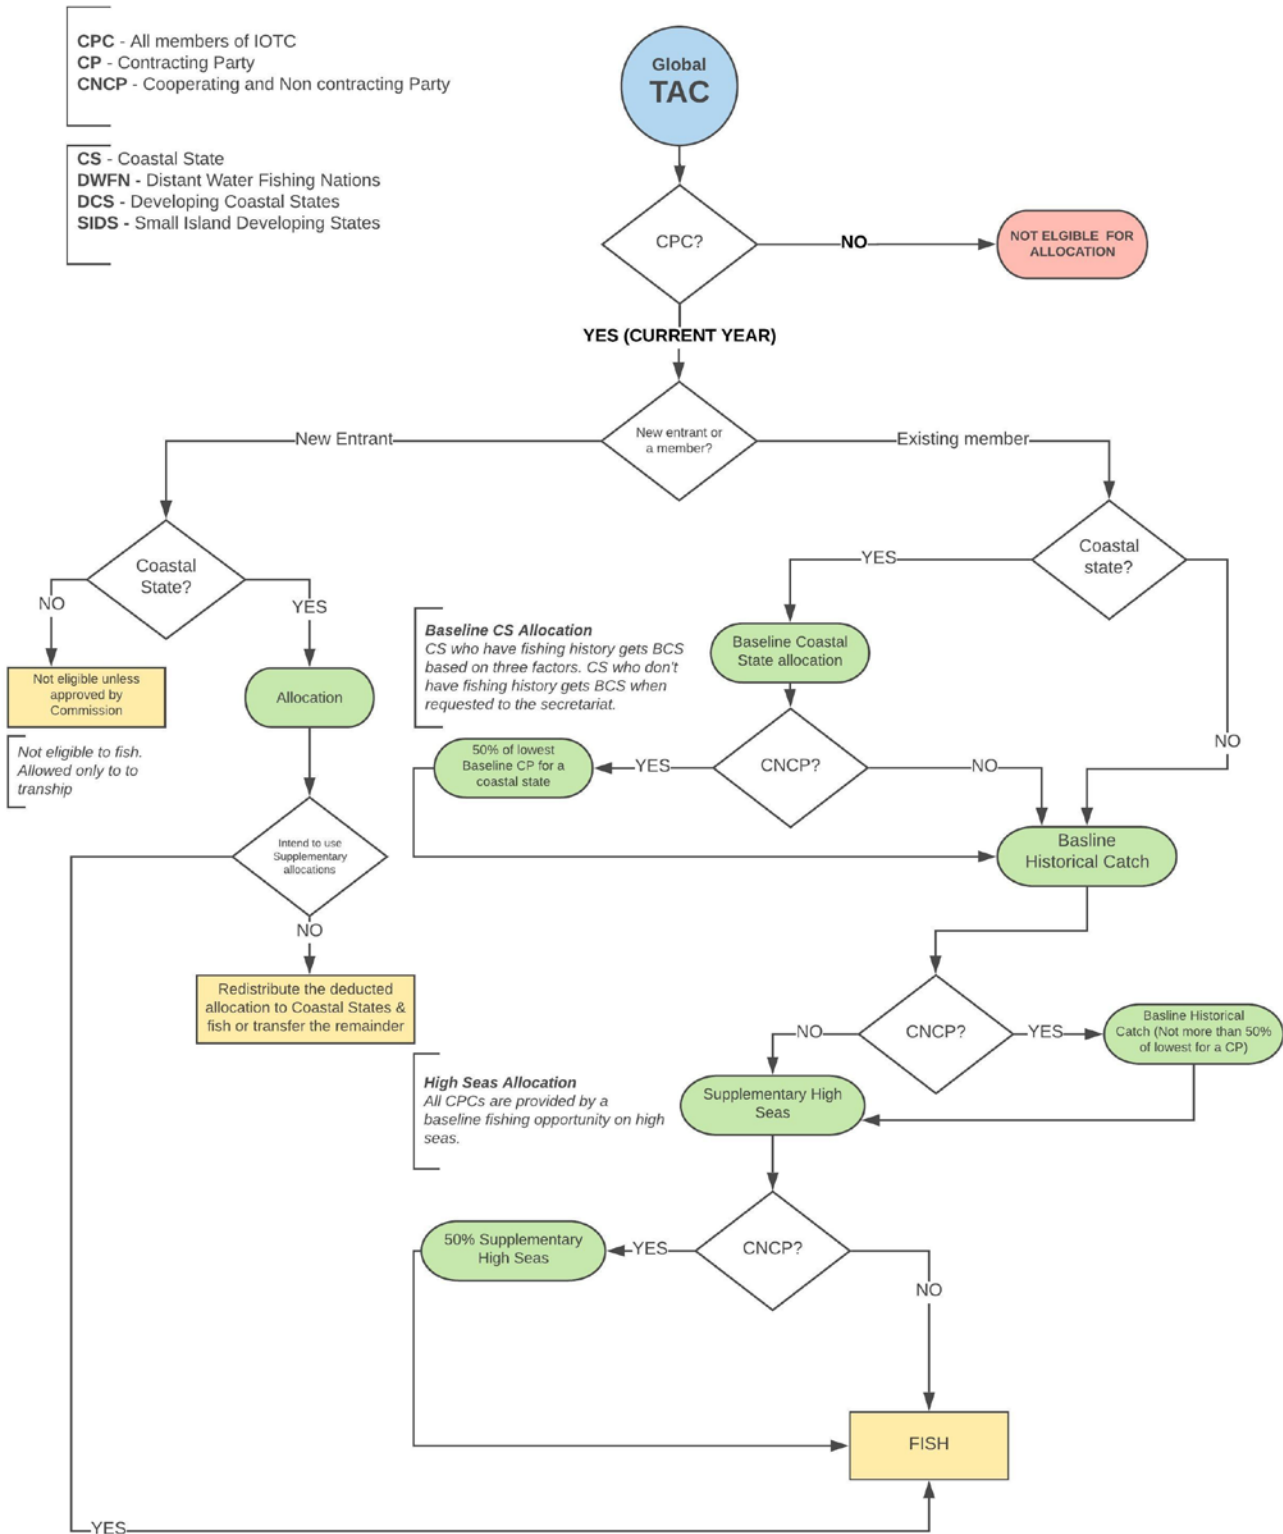 CPC - All members of IOTC
CP - Contracting Party
CNCP - Cooperating and Non contracting Party
CS - Coastal State
DWFN - Distant Water Fishing Nations
DCS - Developing Coastal States
SIDS - Small Island Developing States
Global
TAC
CPC?
NO
NOT ELGIBLE FOR
ALLOCATION
YES (CURRENT YEAR)
New entrant or
a member?
New Entrant
Existing member
Coastal
State?
NO
YES
Not eligible unless
approved by
Commission
Not eligible to fish.
Allowed only to to
tranship
Allocation
Intend to use
Supplementary
allocations
NO
Redistribute the deducted
allocation to Coastal States &
fish or transfer the remainder
YES
Coastal
state?
YES
NO
Baseline CS Allocation
CS who have fishing history gets BCS
based on three factors. CS who don't
have fishing history gets BCS when
requested to the secretariat.
Baseline Coastal
State allocation
CNCP?
YES
NO
50% of lowest
Baseline CP for a
coastal state
Basline
Historical Catch
CNCP?
NO
YES
Basline Historical
Catch (Not more than 50%
of lowest for a CP)
High Seas Allocation
All CPCs are provided by a
baseline fishing opportunity on high
seas.
Supplementary High
Seas
CNCP?
YES
NO
50% Supplementary
High Seas
FISH